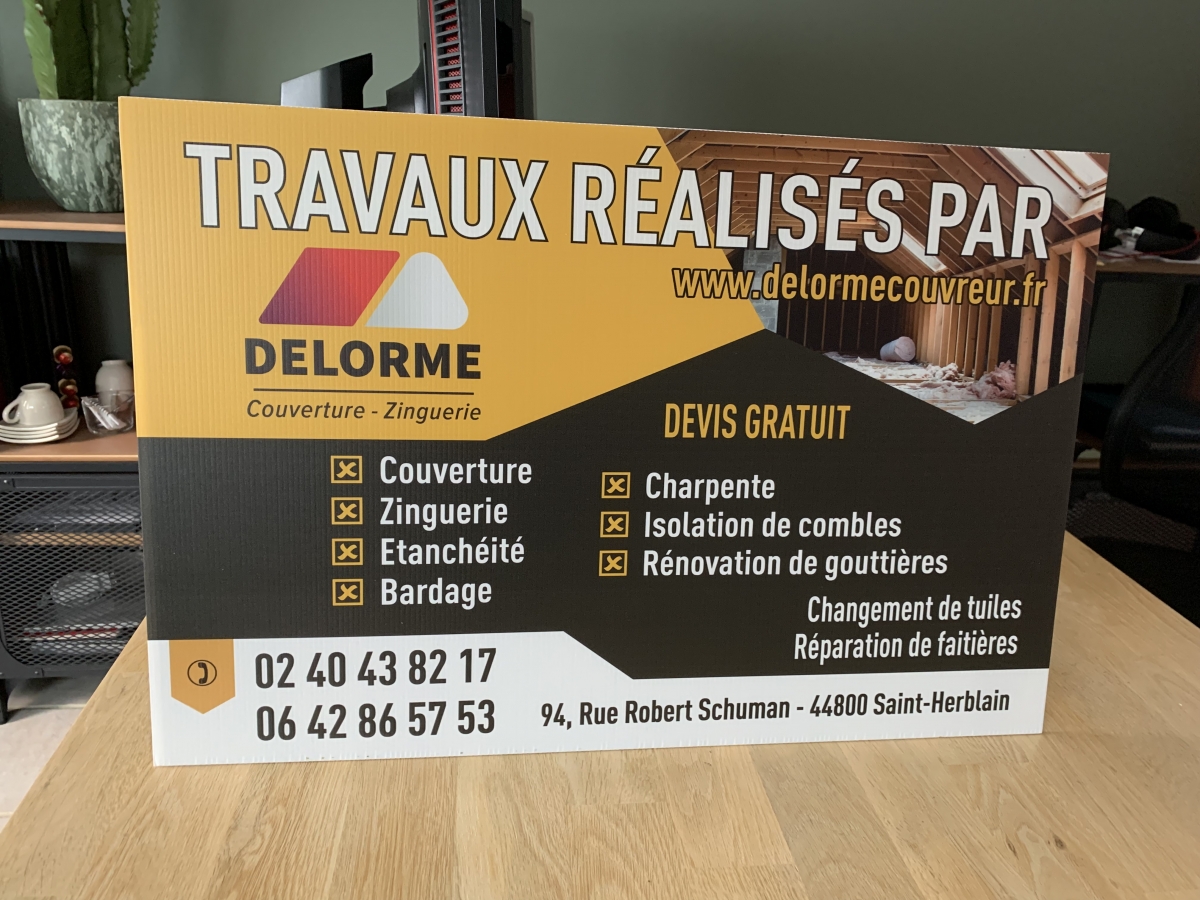 TRAVAUX RÉALISÉS PAR
www.delormecouvreur.fr
DELORME
Couverture - Zinguerie
DEVIS GRATUIT
Couverture
Zinguerie
Etanchéité
Bardage
Charpente
Isolation de combles
Rénovation de gouttières
Changement de tuiles
Réparation de faitières
02 40 43 82 17
06 42 86 57 53
94, Rue Robert Schuman - 44800 Saint-Herblain